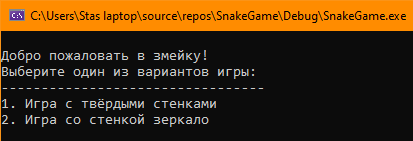 C:\Users\Stas laptop\source\repos\SnakeGame\Debug\SnakeGame.exe
Добро пожаловать в змейку!
Выберите один из вариантов игры:
---------------------------------
1. Игра с твёрдыми стенками
2. Игра со стенкой зеркало